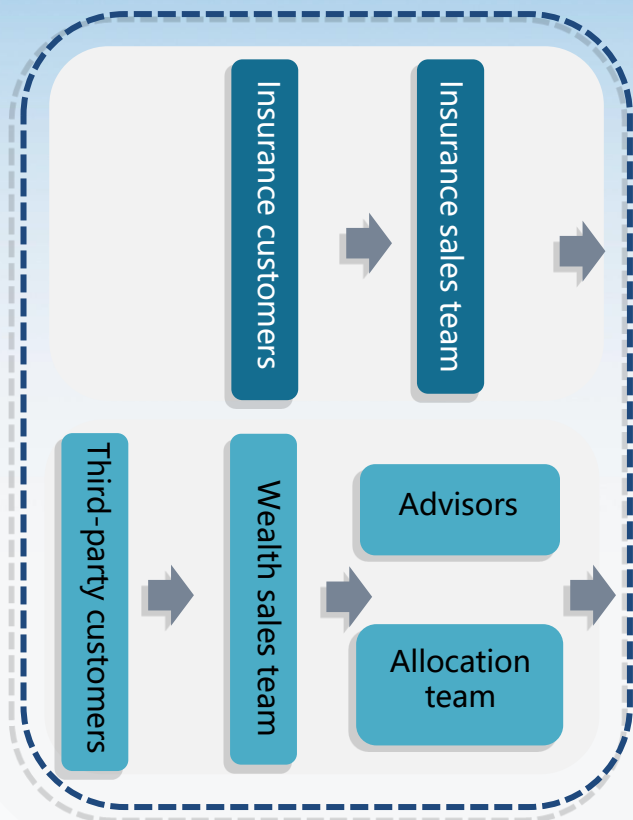 Insurance customers
Insurance sales team
Third-party customers
Wealth sales team
Advisors
Allocation
team